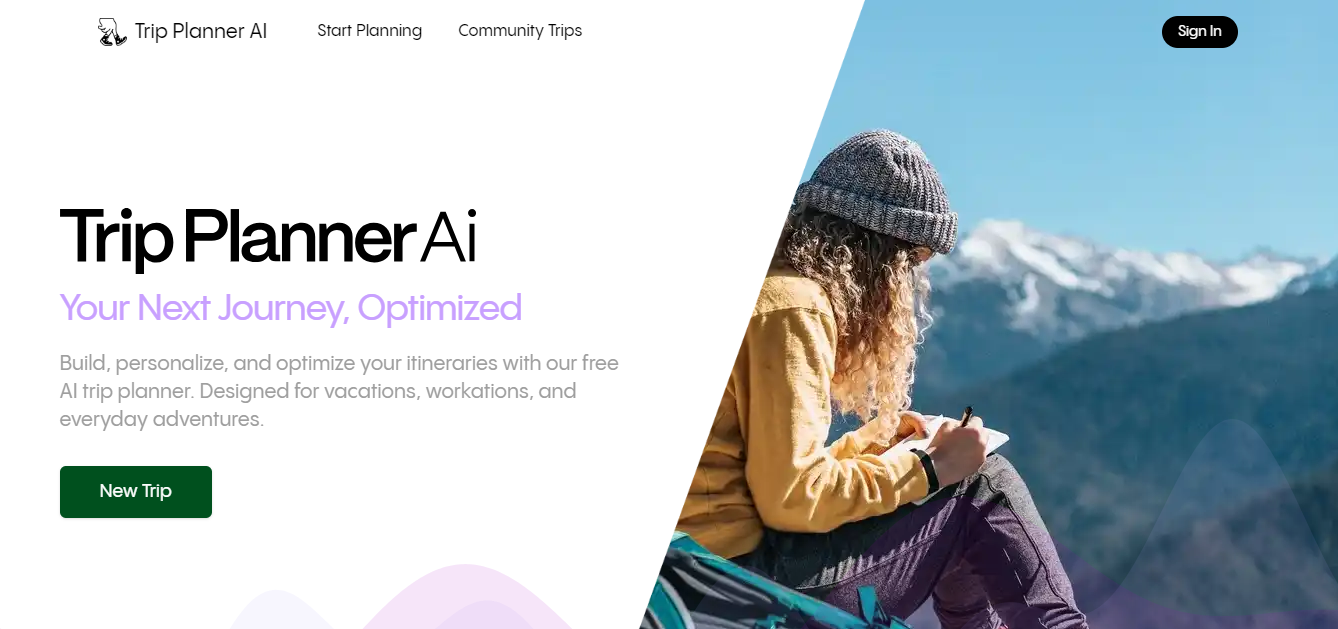 Trip Planner AI
Start Planning
Community Trips
Sign In
Trip Planner Ai
Your Next Journey, Optimized
Build, personalize, and optimize your itineraries with our free
AI trip planner. Designed for vacations, workations, and
everyday adventures.
New Trip